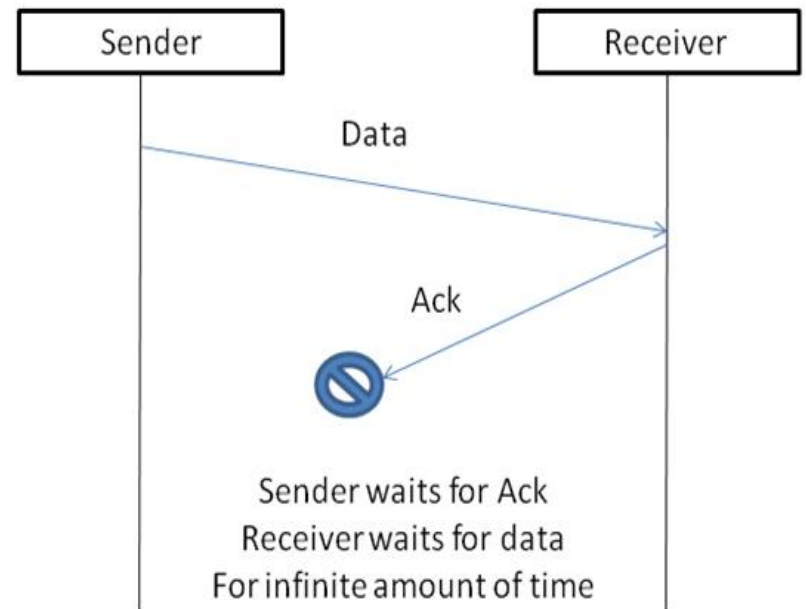 Sender
Receiver
Data
Ack
Sender waits for Ack
Receiver waits for data
For infinite amount of time